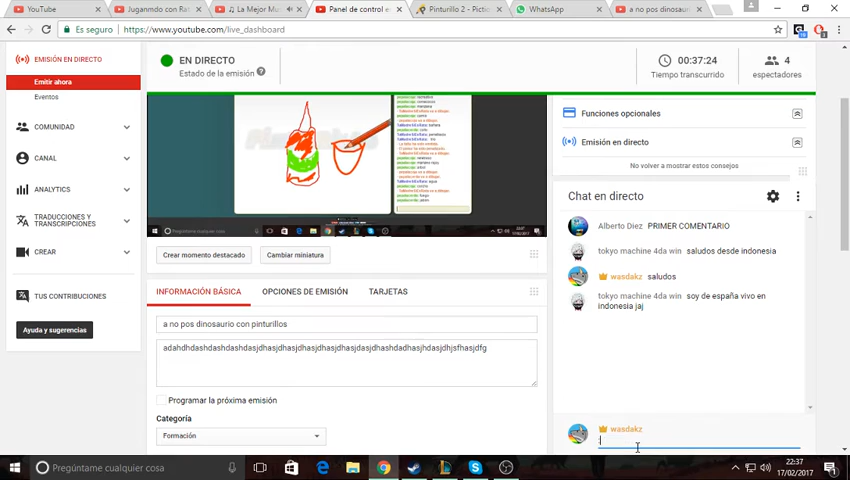 YouTube
Juganmdo con Rat
La Mejor Mus
Panel de control e
Pinturillo 2 - Pictio
WhatsApp
a no pos dinosaur
Es seguro
https://www.youtube.com/live_dashboard
EMISIÓN EN DIRECTO
Emitir ahora
Eventos
COMUNIDAD
CANAL
ANALYTICS
TRADUCCIONES Y
TRANSCRIPCIONES
CREAR
TUS CONTRIBUCIONES
Ayuda y sugerencias
EN DIRECTO
Estado de la emisión
00:37:24
Tiempo transcurrido
4
espectadores
Crear momento destacado
Cambiar miniatura
INFORMACIÓN BÁSICA
OPCIONES DE EMISIÓN
TARJETAS
a no pos dinosaurio con pinturillos
Programar la próxima emisión
Categoría
Formación
Funciones opcionales
Emisión en directo
No volver a mostrar estos consejos
Chat en directo
Alberto Diez PRIMER COMENTARIO
tokyo machine 4da win saludos desde indonesia
wasdakz saludos
tokyo machine 4da win soy de españa vivo en
indonesia jaj
wasdakz
Pregúntame cualquier cosa
22:37
17/02/2017